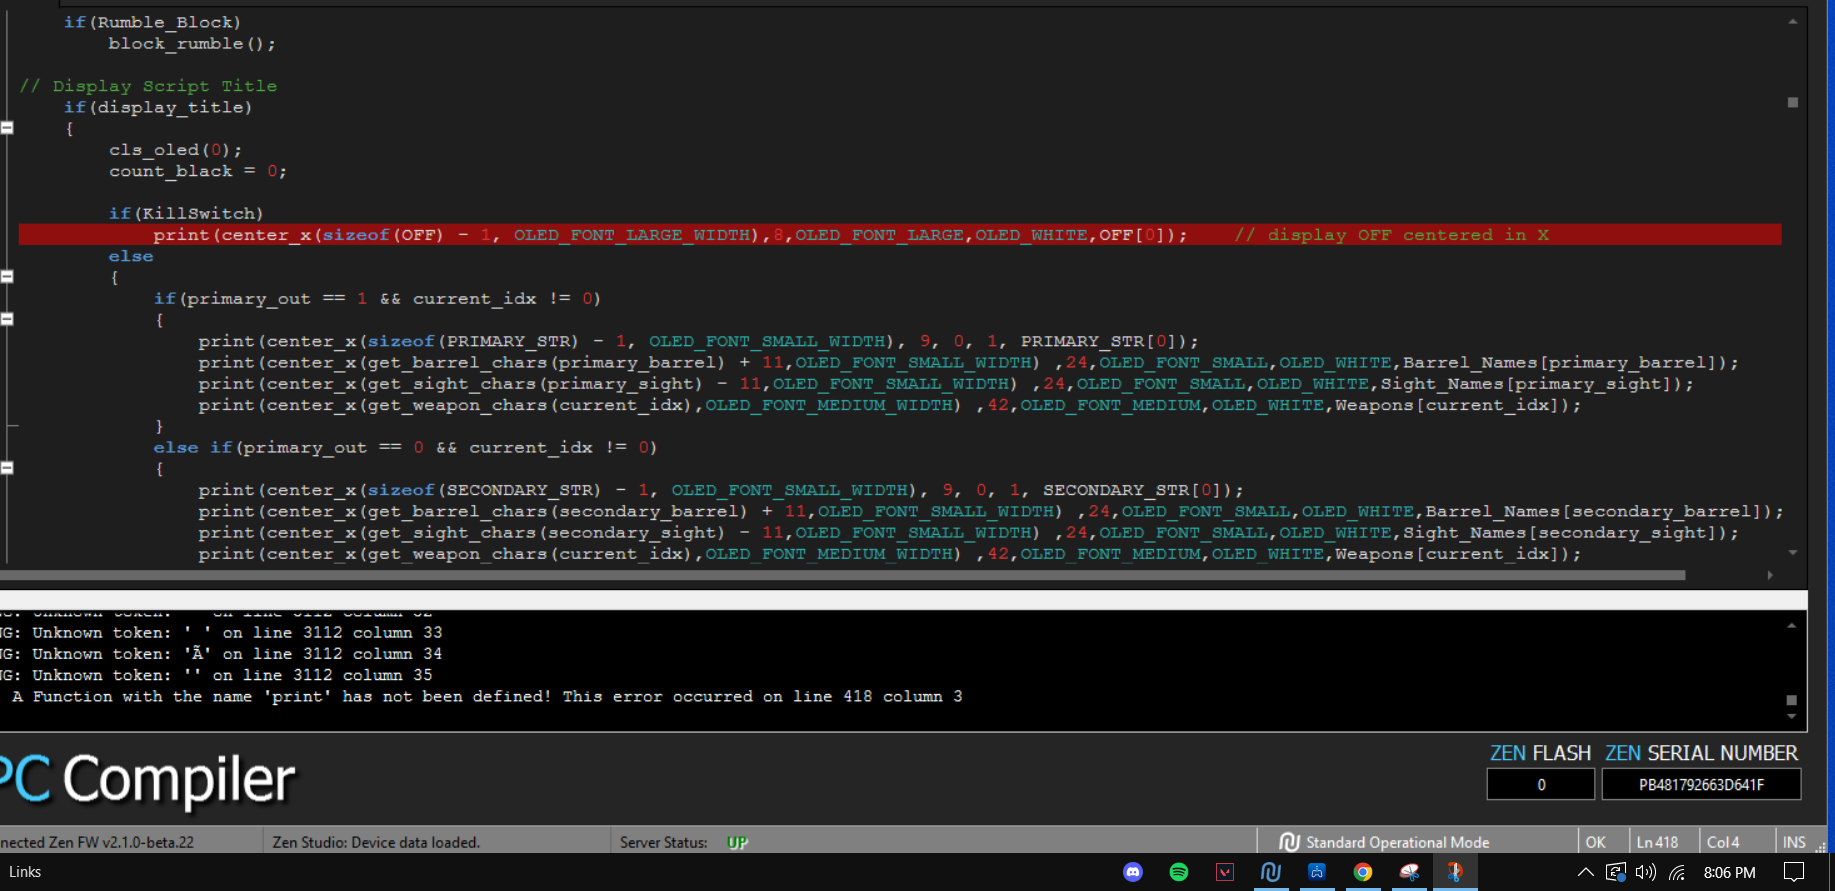 if(Rumble_Block)
block_rumble();
// Display Script Title
if(display_title)
{
cls_oled(0);
count_black = 0;
if(KillSwitch)
print(center_x(sizeof(OFF) - 1, OLED_FONT_LARGE_WIDTH),8,OLED_FONT_LARGE,OLED_WHITE,OFF[0]); // display OFF centered in X
else
{
if(primary_out == 1 && current_idx != 0)
{
print(center_x(sizeof(PRIMARY_STR) - 1, OLED_FONT_SMALL_WIDTH), 9, 0, 1, PRIMARY_STR[0]);
print(center_x(get_barrel_chars(primary_barrel) + 11,OLED_FONT_SMALL_WIDTH) ,24,OLED_FONT_SMALL,OLED_WHITE,Barrel_Names[primary_barrel]);
print(center_x(get_sight_chars(primary_sight) - 11,OLED_FONT_SMALL_WIDTH) ,24,OLED_FONT_SMALL,OLED_WHITE,Sight_Names[primary_sight]);
print(center_x(get_weapon_chars(current_idx),OLED_FONT_MEDIUM_WIDTH) ,42,OLED_FONT_MEDIUM,OLED_WHITE,Weapons[current_idx]);
}
else if(primary_out == 0 && current_idx != 0)
{
print(center_x(sizeof(SECONDARY_STR) - 1, OLED_FONT_SMALL_WIDTH), 9, 0, 1, SECONDARY_STR[0]);
print(center_x(get_barrel_chars(secondary_barrel) + 11,OLED_FONT_SMALL_WIDTH) ,24,OLED_FONT_SMALL,OLED_WHITE,Barrel_Names[secondary_barrel]);
print(center_x(get_sight_chars(secondary_sight) - 11,OLED_FONT_SMALL_WIDTH) ,24,OLED_FONT_SMALL,OLED_WHITE,Sight_Names[secondary_sight]);
print(center_x(get_weapon_chars(current_idx),OLED_FONT_MEDIUM_WIDTH) ,42,OLED_FONT_MEDIUM,OLED_WHITE,Weapons[current_idx]);
NG: Unknown token: ' ' on line 3112 column 33
NG: Unknown token: 'Ã' on line 3112 column 34
NG: Unknown token: '' on line 3112 column 35
A Function with the name 'print' has not been defined! This error occurred on line 418 column 3
PC Compiler
ZEN FLASH ZEN SERIAL NUMBER
0 PB481792663D641F
nected Zen FW v2.1.0-beta.22 Zen Studio: Device data loaded. Server Status: UP Standard Operational Mode OK Ln 418 Col 4 INS
Links 8:06 PM